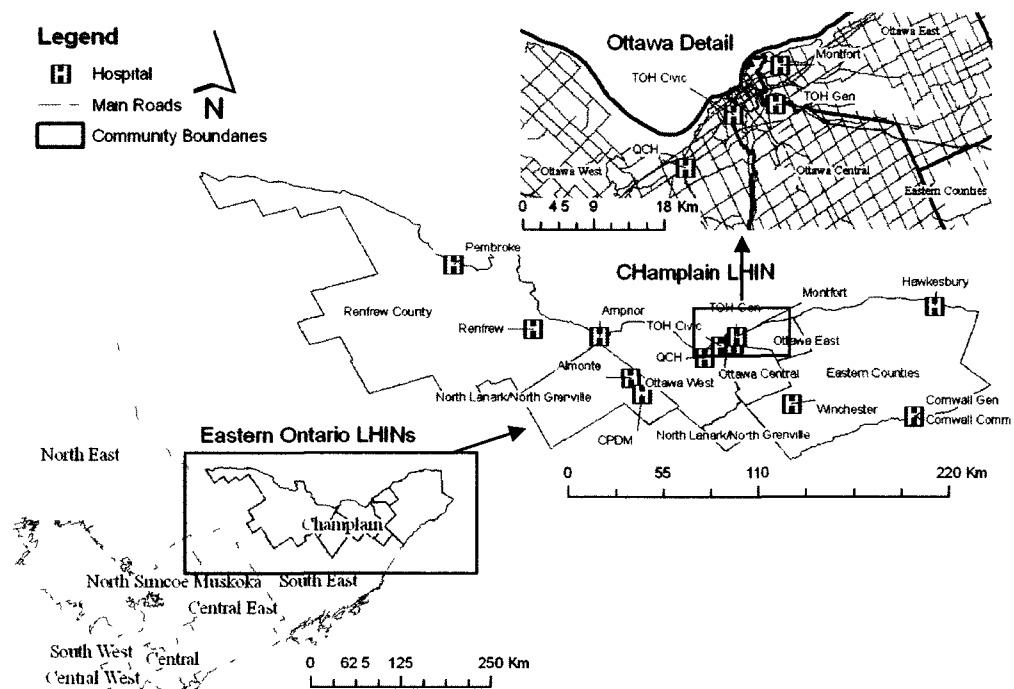 Legend
Hospital
Main Roads
Community Boundaries
N
Ottawa Detail
Ottawa East
Montfort
TOH Civic
TOH Gen
QCH
Ottawa West
Ottawa Central
Eastern Counties
0 4 5 9 18 Km
CHamplain LHIN
Pembroke
Renfrew County
Renfrew
Arnprior
TOH Gen
Montfort
Hawkesbury
TOH Civic
QCH
Ottawa East
Almonte
Ottawa West
Ottawa Central
Eastern Counties
North Lanark/North Grenville
CPDM
North Lanark/North Grenville
Winchester
Cornwall Gen
Cornwall Comm
0 55 110 220 Km
Eastern Ontario LHINs
North East
Champlain
North Simcoe Muskoka
South East
Central East
South West
Central
Central West
0 62 5 125 250 Km